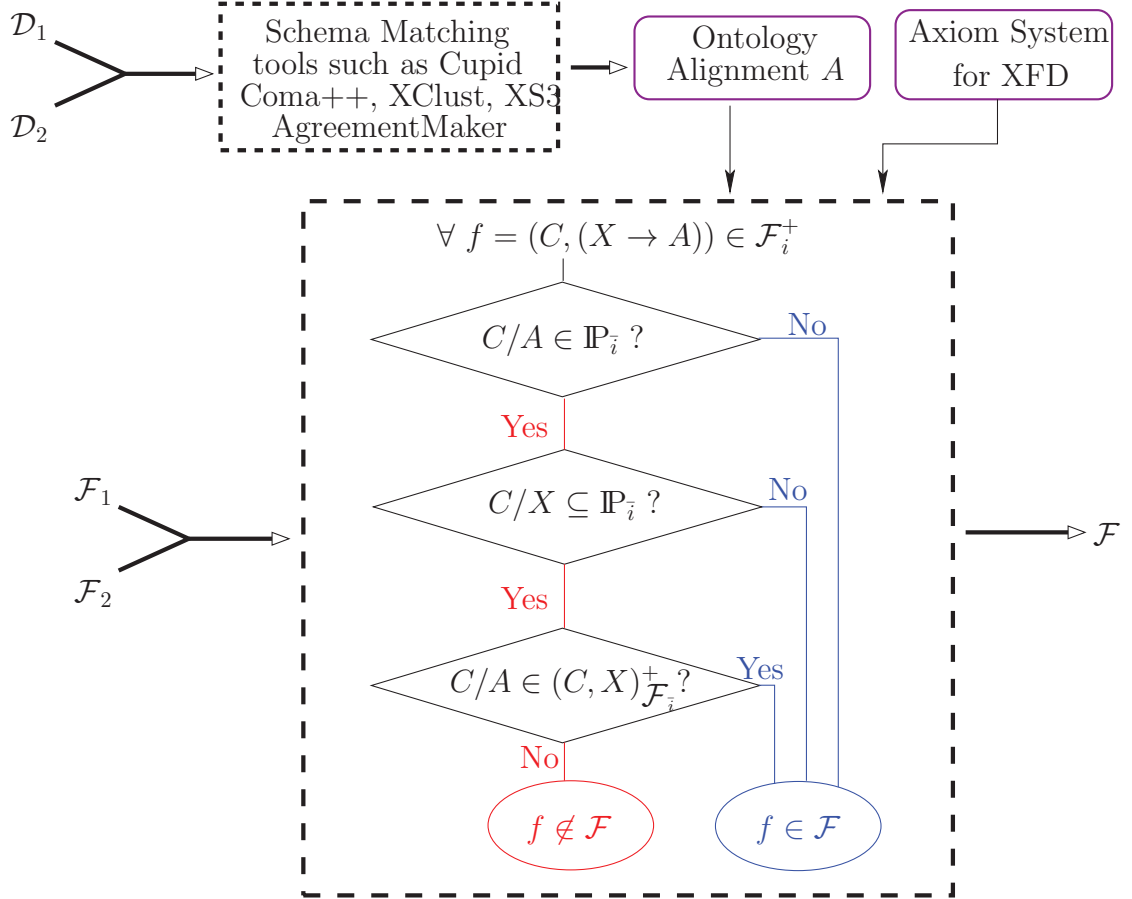 𝒟₁
𝒟₂
Schema Matching
tools such as Cupid
Coma++, XClust, XS3
AgreementMaker
Ontology
Alignment A
Axiom System
for XFD
∀ f = (C, (X → A)) ∈ ℱᵢ⁺
C/A ∈ ℙ_ī ?
No
Yes
C/X ⊆ ℙ_ī ?
No
Yes
C/A ∈ (C, X)⁺_ℱ_ī ?
Yes
No
f ∉ ℱ
f ∈ ℱ
ℱ₁
ℱ₂
ℱ